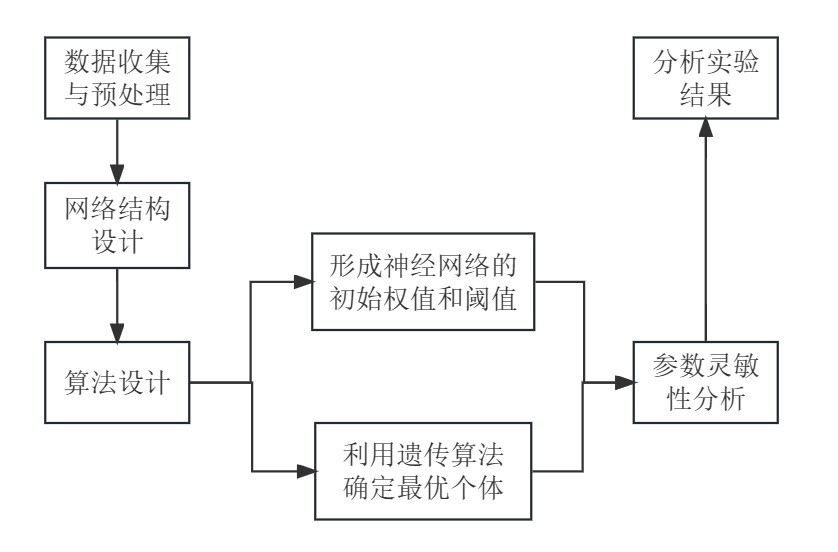 数据收集
与预处理
网络结构
设计
算法设计
形成神经网络的
初始权值和阈值
利用遗传算法
确定最优个体
参数灵敏
性分析
分析实验
结果